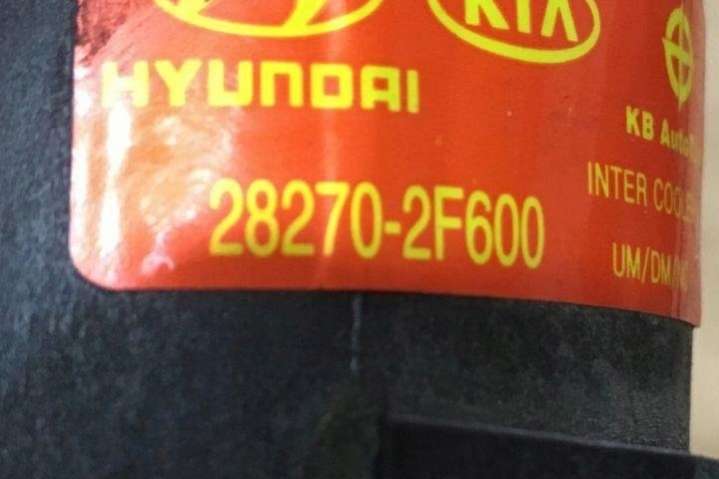 KIA
HYUNDAI
KB
28270-2F600
INTER
UM/DM/